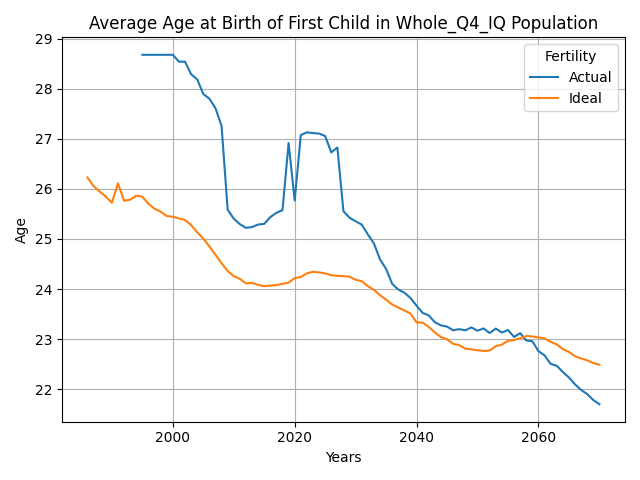 Average Age at Birth of First Child in Whole_Q4_IQ Population
Fertility
Actual
Ideal
Age
29
28
27
26
25
24
23
22
2000
2020
2040
2060
Years